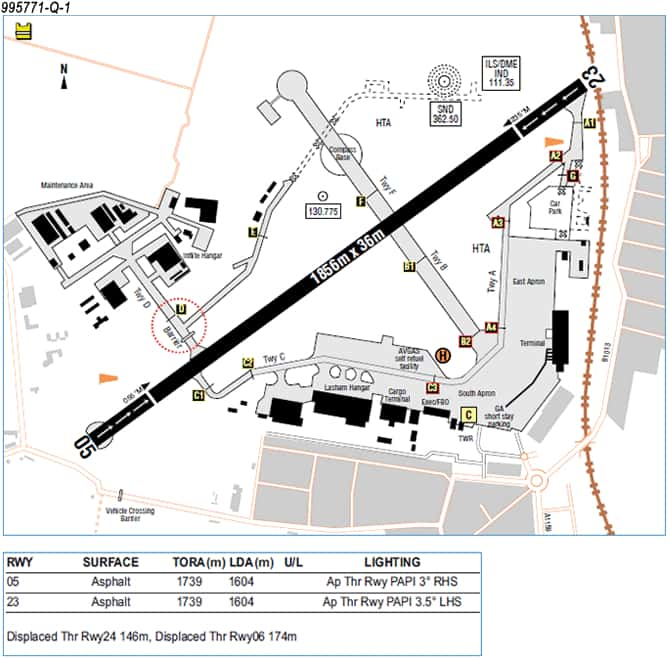 995771-Q-1
N
ILS/DME
IND
111.35
23
SND
362.50
HTA
A1
A2
G
Compass
Base
Maintenance Area
Twy F
F
130.775
Car
Park
A3
E
HTA
Twy B
1856m x 36m
B1
Twy A
East Apron
Twy D
D
Barrier
A4
B2
Terminal
B1013
AVGAS
self refuel
facility
H
Twy C
C2
C3
C1
Lasham Hangar
Cargo
Terminal
Exec/FBO
South Apron
C
GA
short stay
parking
TWR
05
Vehicle Crossing
Barrier
A1159
RWY SURFACE TORA(m) LDA(m) U/L LIGHTING
05 Asphalt 1739 1604 Ap Thr Rwy PAPI 3° RHS
23 Asphalt 1739 1604 Ap Thr Rwy PAPI 3.5° LHS
Displaced Thr Rwy24 146m, Displaced Thr Rwy06 174m